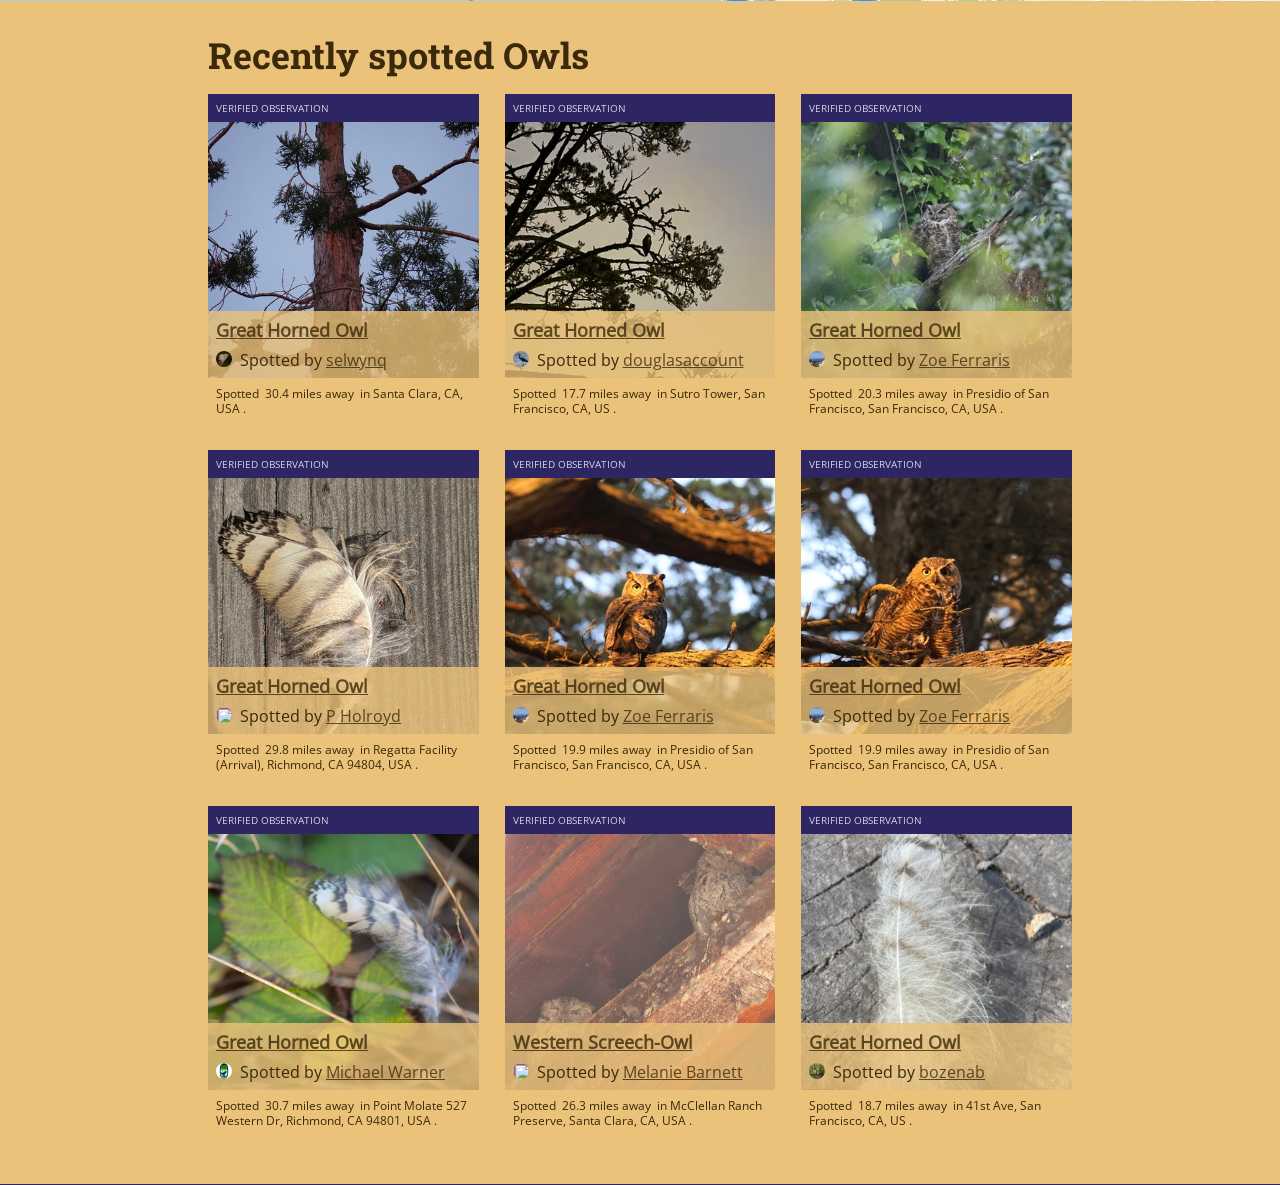 Recently spotted Owls
VERIFIED OBSERVATION
Great Horned Owl
Spotted by selwynq
Spotted 30.4 miles away in Santa Clara, CA,
USA .
VERIFIED OBSERVATION
Great Horned Owl
Spotted by douglasaccount
Spotted 17.7 miles away in Sutro Tower, San
Francisco, CA, US .
VERIFIED OBSERVATION
Great Horned Owl
Spotted by Zoe Ferraris
Spotted 20.3 miles away in Presidio of San
Francisco, San Francisco, CA, USA .
VERIFIED OBSERVATION
Great Horned Owl
Spotted by P Holroyd
Spotted 29.8 miles away in Regatta Facility
(Arrival), Richmond, CA 94804, USA .
VERIFIED OBSERVATION
Great Horned Owl
Spotted by Zoe Ferraris
Spotted 19.9 miles away in Presidio of San
Francisco, San Francisco, CA, USA .
VERIFIED OBSERVATION
Great Horned Owl
Spotted by Zoe Ferraris
Spotted 19.9 miles away in Presidio of San
Francisco, San Francisco, CA, USA .
VERIFIED OBSERVATION
Great Horned Owl
Spotted by Michael Warner
Spotted 30.7 miles away in Point Molate 527
Western Dr, Richmond, CA 94801, USA .
VERIFIED OBSERVATION
Western Screech-Owl
Spotted by Melanie Barnett
Spotted 26.3 miles away in McClellan Ranch
Preserve, Santa Clara, CA, USA .
VERIFIED OBSERVATION
Great Horned Owl
Spotted by bozenab
Spotted 18.7 miles away in 41st Ave, San
Francisco, CA, US .